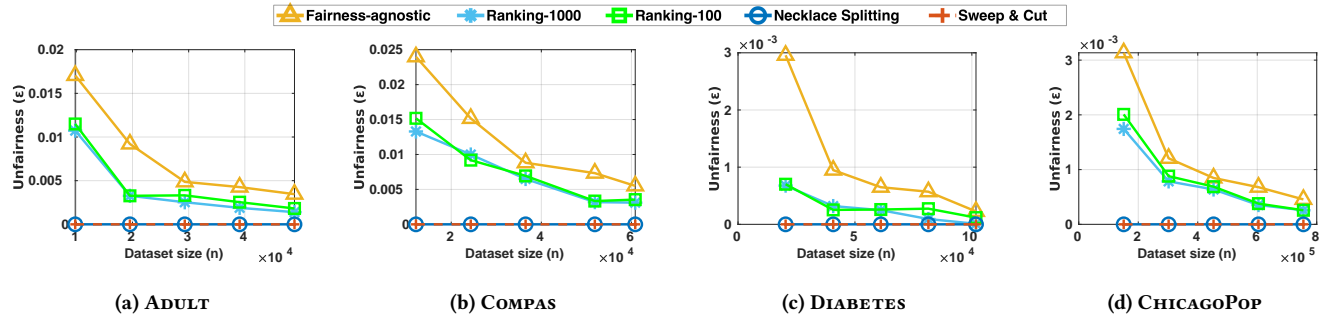 Fairness-agnostic Ranking-1000 Ranking-100 Necklace Splitting Sweep & Cut
0.02
0.015
0.01
0.005
0
Unfairness (ε)
1 2 3 4
Dataset size (n) ×10 4
(a) Adult
0.025
0.02
0.015
0.01
0.005
0
Unfairness (ε)
2 4 6
Dataset size (n) ×10 4
(b) Compas
×10 -3
3
2
1
0
Unfairness (ε)
0 5 10
Dataset size (n) ×10 4
(c) Diabetes
×10 -3
3
2
1
0
Unfairness (ε)
0 2 4 6 8
Dataset size (n) ×10 5
(d) ChicagoPop